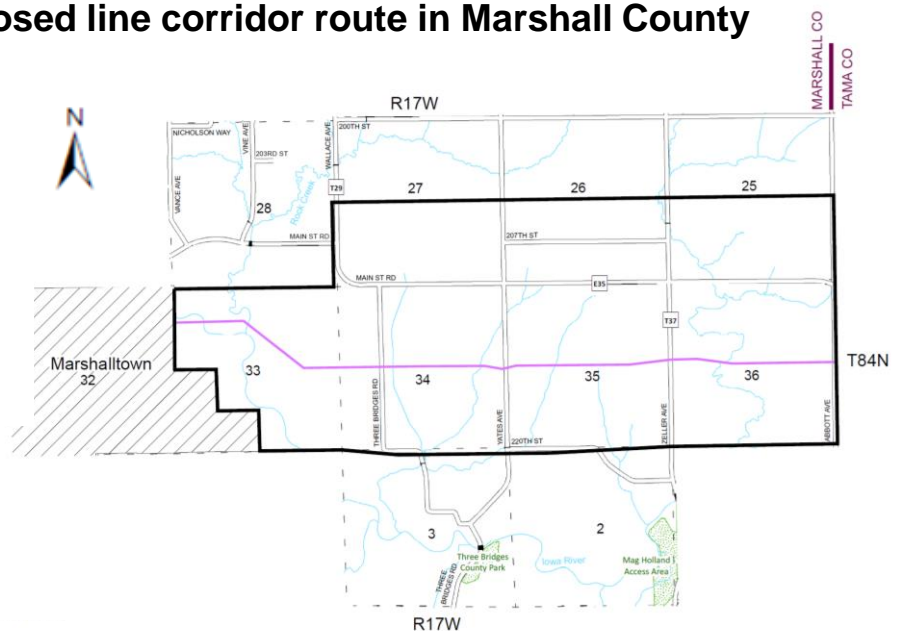 osed line corridor route in Marshall County
MARSHALL CO
TAMA CO
N
R17W
NICHOLSON WAY
VINE AVE
203RD ST
WALLACE AVE
200TH ST
VANCE AVE
T29
27
26
25
28
Rock Creek
MAIN ST RD
207TH ST
MAIN ST RD
E35
T37
Marshalltown
32
33
34
35
36
T84N
THREE BRIDGES RD
YATES AVE
ZELLER AVE
ABBOTT AVE
220TH ST
3
2
Three Bridges
County Park
Iowa River
Mag Holland
Access Area
THREE
BRIDGES RD
R17W